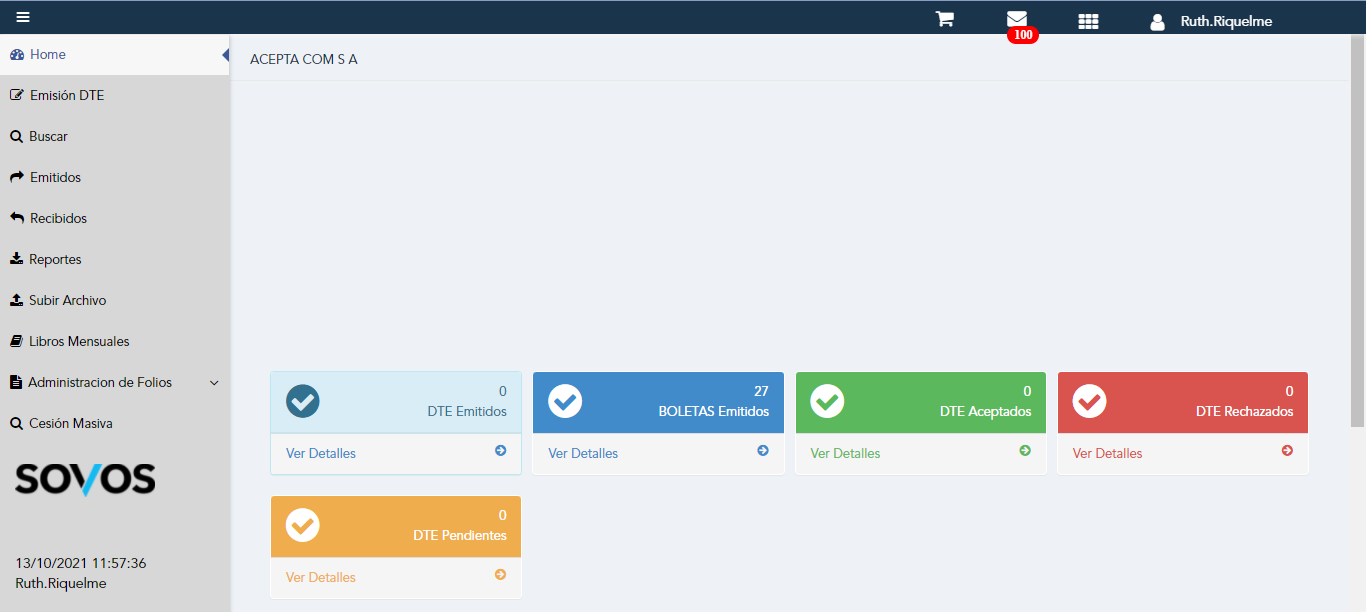 100
Ruth.Riquelme
Home
Emisión DTE
Buscar
Emitidos
Recibidos
Reportes
Subir Archivo
Libros Mensuales
Administracion de Folios
Cesión Masiva
SOVOS
13/10/2021 11:57:36
Ruth.Riquelme
ACEPTA COM S A
0
DTE Emitidos
Ver Detalles
27
BOLETAS Emitidos
Ver Detalles
0
DTE Aceptados
Ver Detalles
0
DTE Rechazados
Ver Detalles
0
DTE Pendientes
Ver Detalles